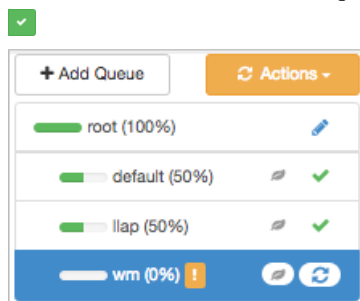 + Add Queue
Actions
root (100%)
default (50%)
llap (50%)
wm (0%) !